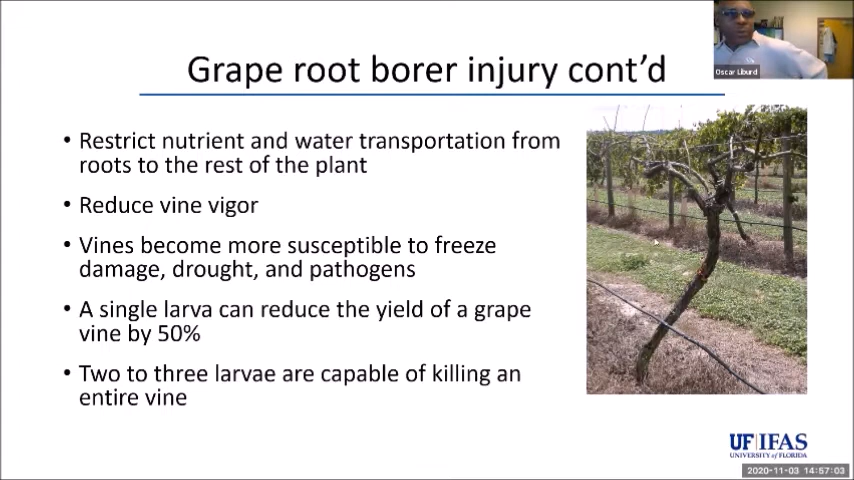 Grape root borer injury cont’d
Oscar Liburd
• Restrict nutrient and water transportation from
roots to the rest of the plant
• Reduce vine vigor
• Vines become more susceptible to freeze
damage, drought, and pathogens
• A single larva can reduce the yield of a grape
vine by 50%
• Two to three larvae are capable of killing an
entire vine
UF|IFAS
UNIVERSITY of FLORIDA
2020-11-03 14:57:03